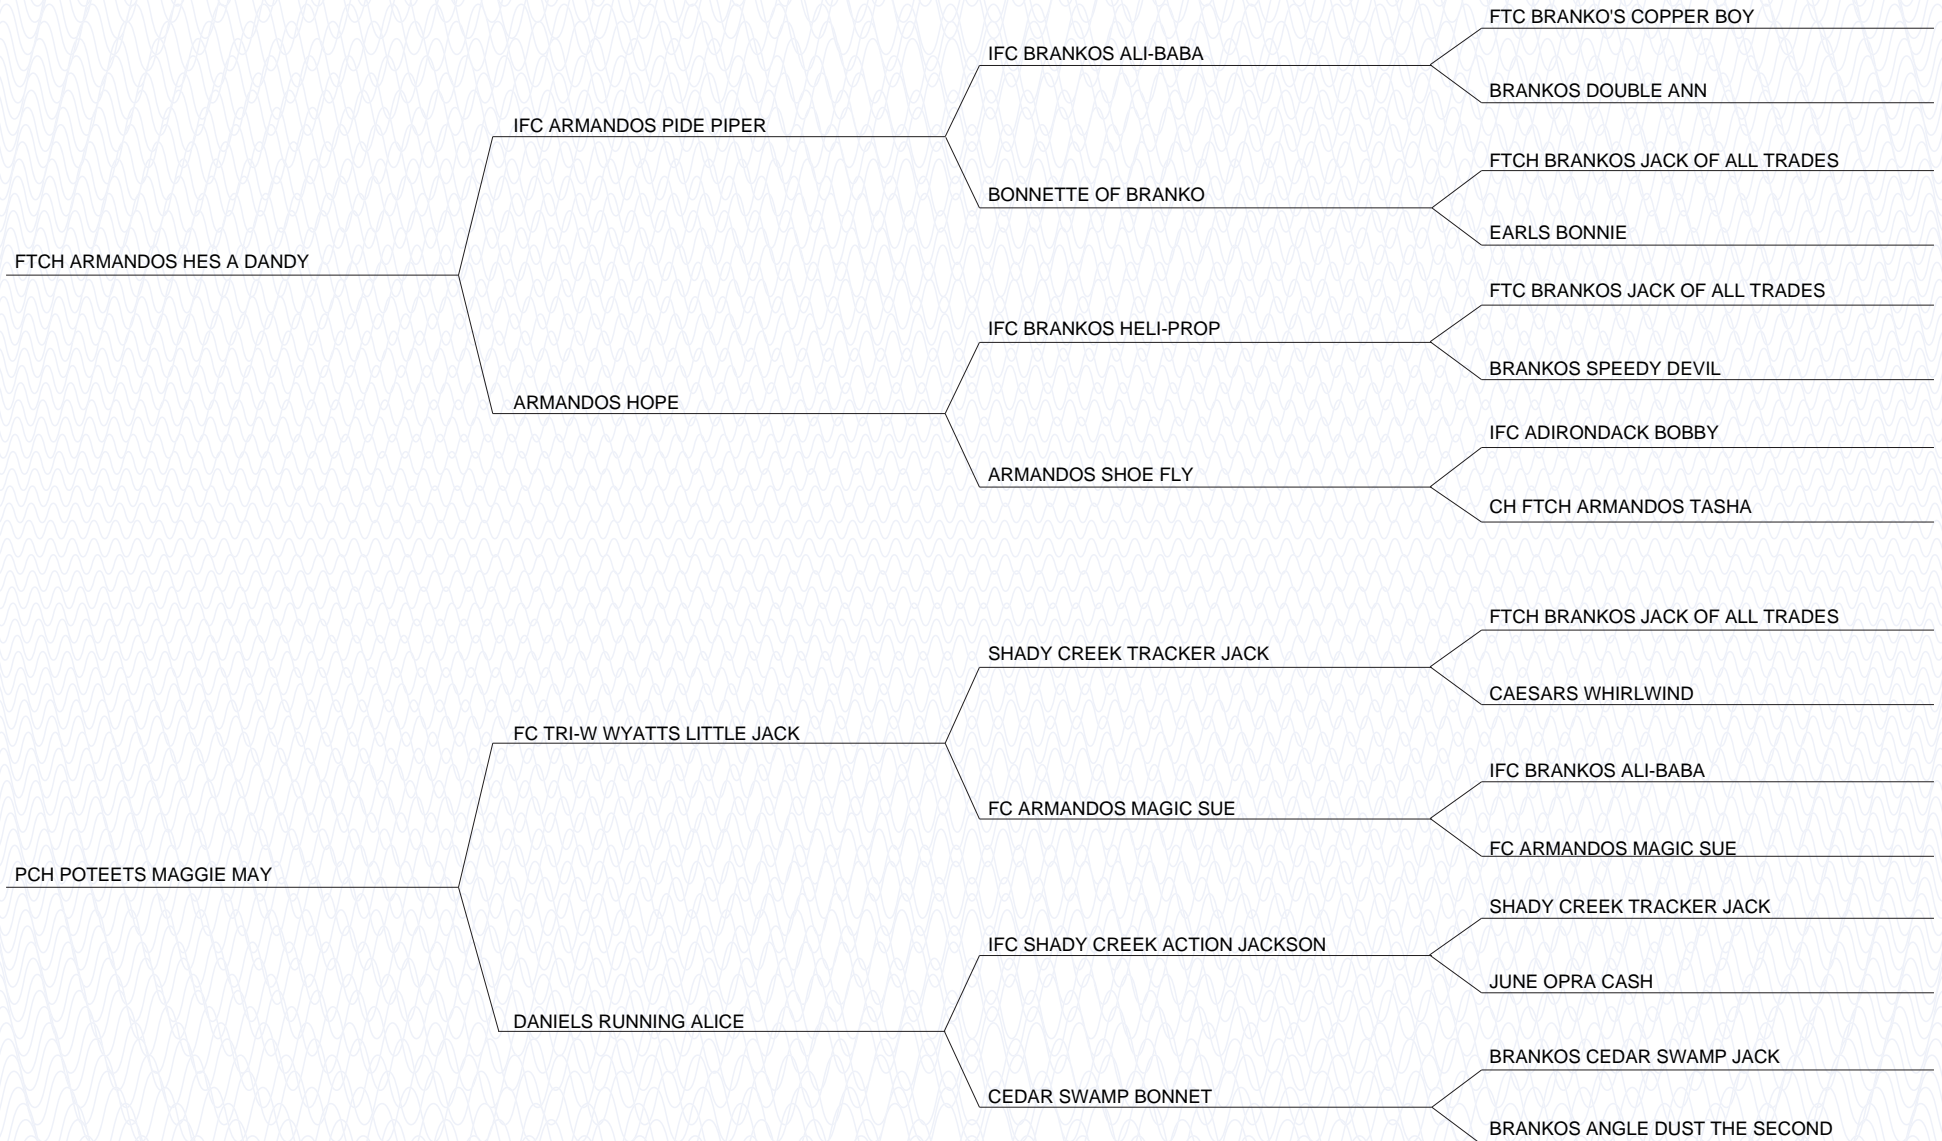 FTC BRANKO'S COPPER BOY
IFC BRANKOS ALI-BABA
BRANKOS DOUBLE ANN
IFC ARMANDOS PIDE PIPER
FTCH BRANKOS JACK OF ALL TRADES
BONNETTE OF BRANKO
EARLS BONNIE
FTCH ARMANDOS HES A DANDY
FTC BRANKOS JACK OF ALL TRADES
IFC BRANKOS HELI-PROP
BRANKOS SPEEDY DEVIL
ARMANDOS HOPE
IFC ADIRONDACK BOBBY
ARMANDOS SHOE FLY
CH FTCH ARMANDOS TASHA
FTCH BRANKOS JACK OF ALL TRADES
SHADY CREEK TRACKER JACK
CAESARS WHIRLWIND
FC TRI-W WYATTS LITTLE JACK
IFC BRANKOS ALI-BABA
FC ARMANDOS MAGIC SUE
FC ARMANDOS MAGIC SUE
PCH POTEETS MAGGIE MAY
SHADY CREEK TRACKER JACK
IFC SHADY CREEK ACTION JACKSON
JUNE OPRA CASH
DANIELS RUNNING ALICE
BRANKOS CEDAR SWAMP JACK
CEDAR SWAMP BONNET
BRANKOS ANGLE DUST THE SECOND